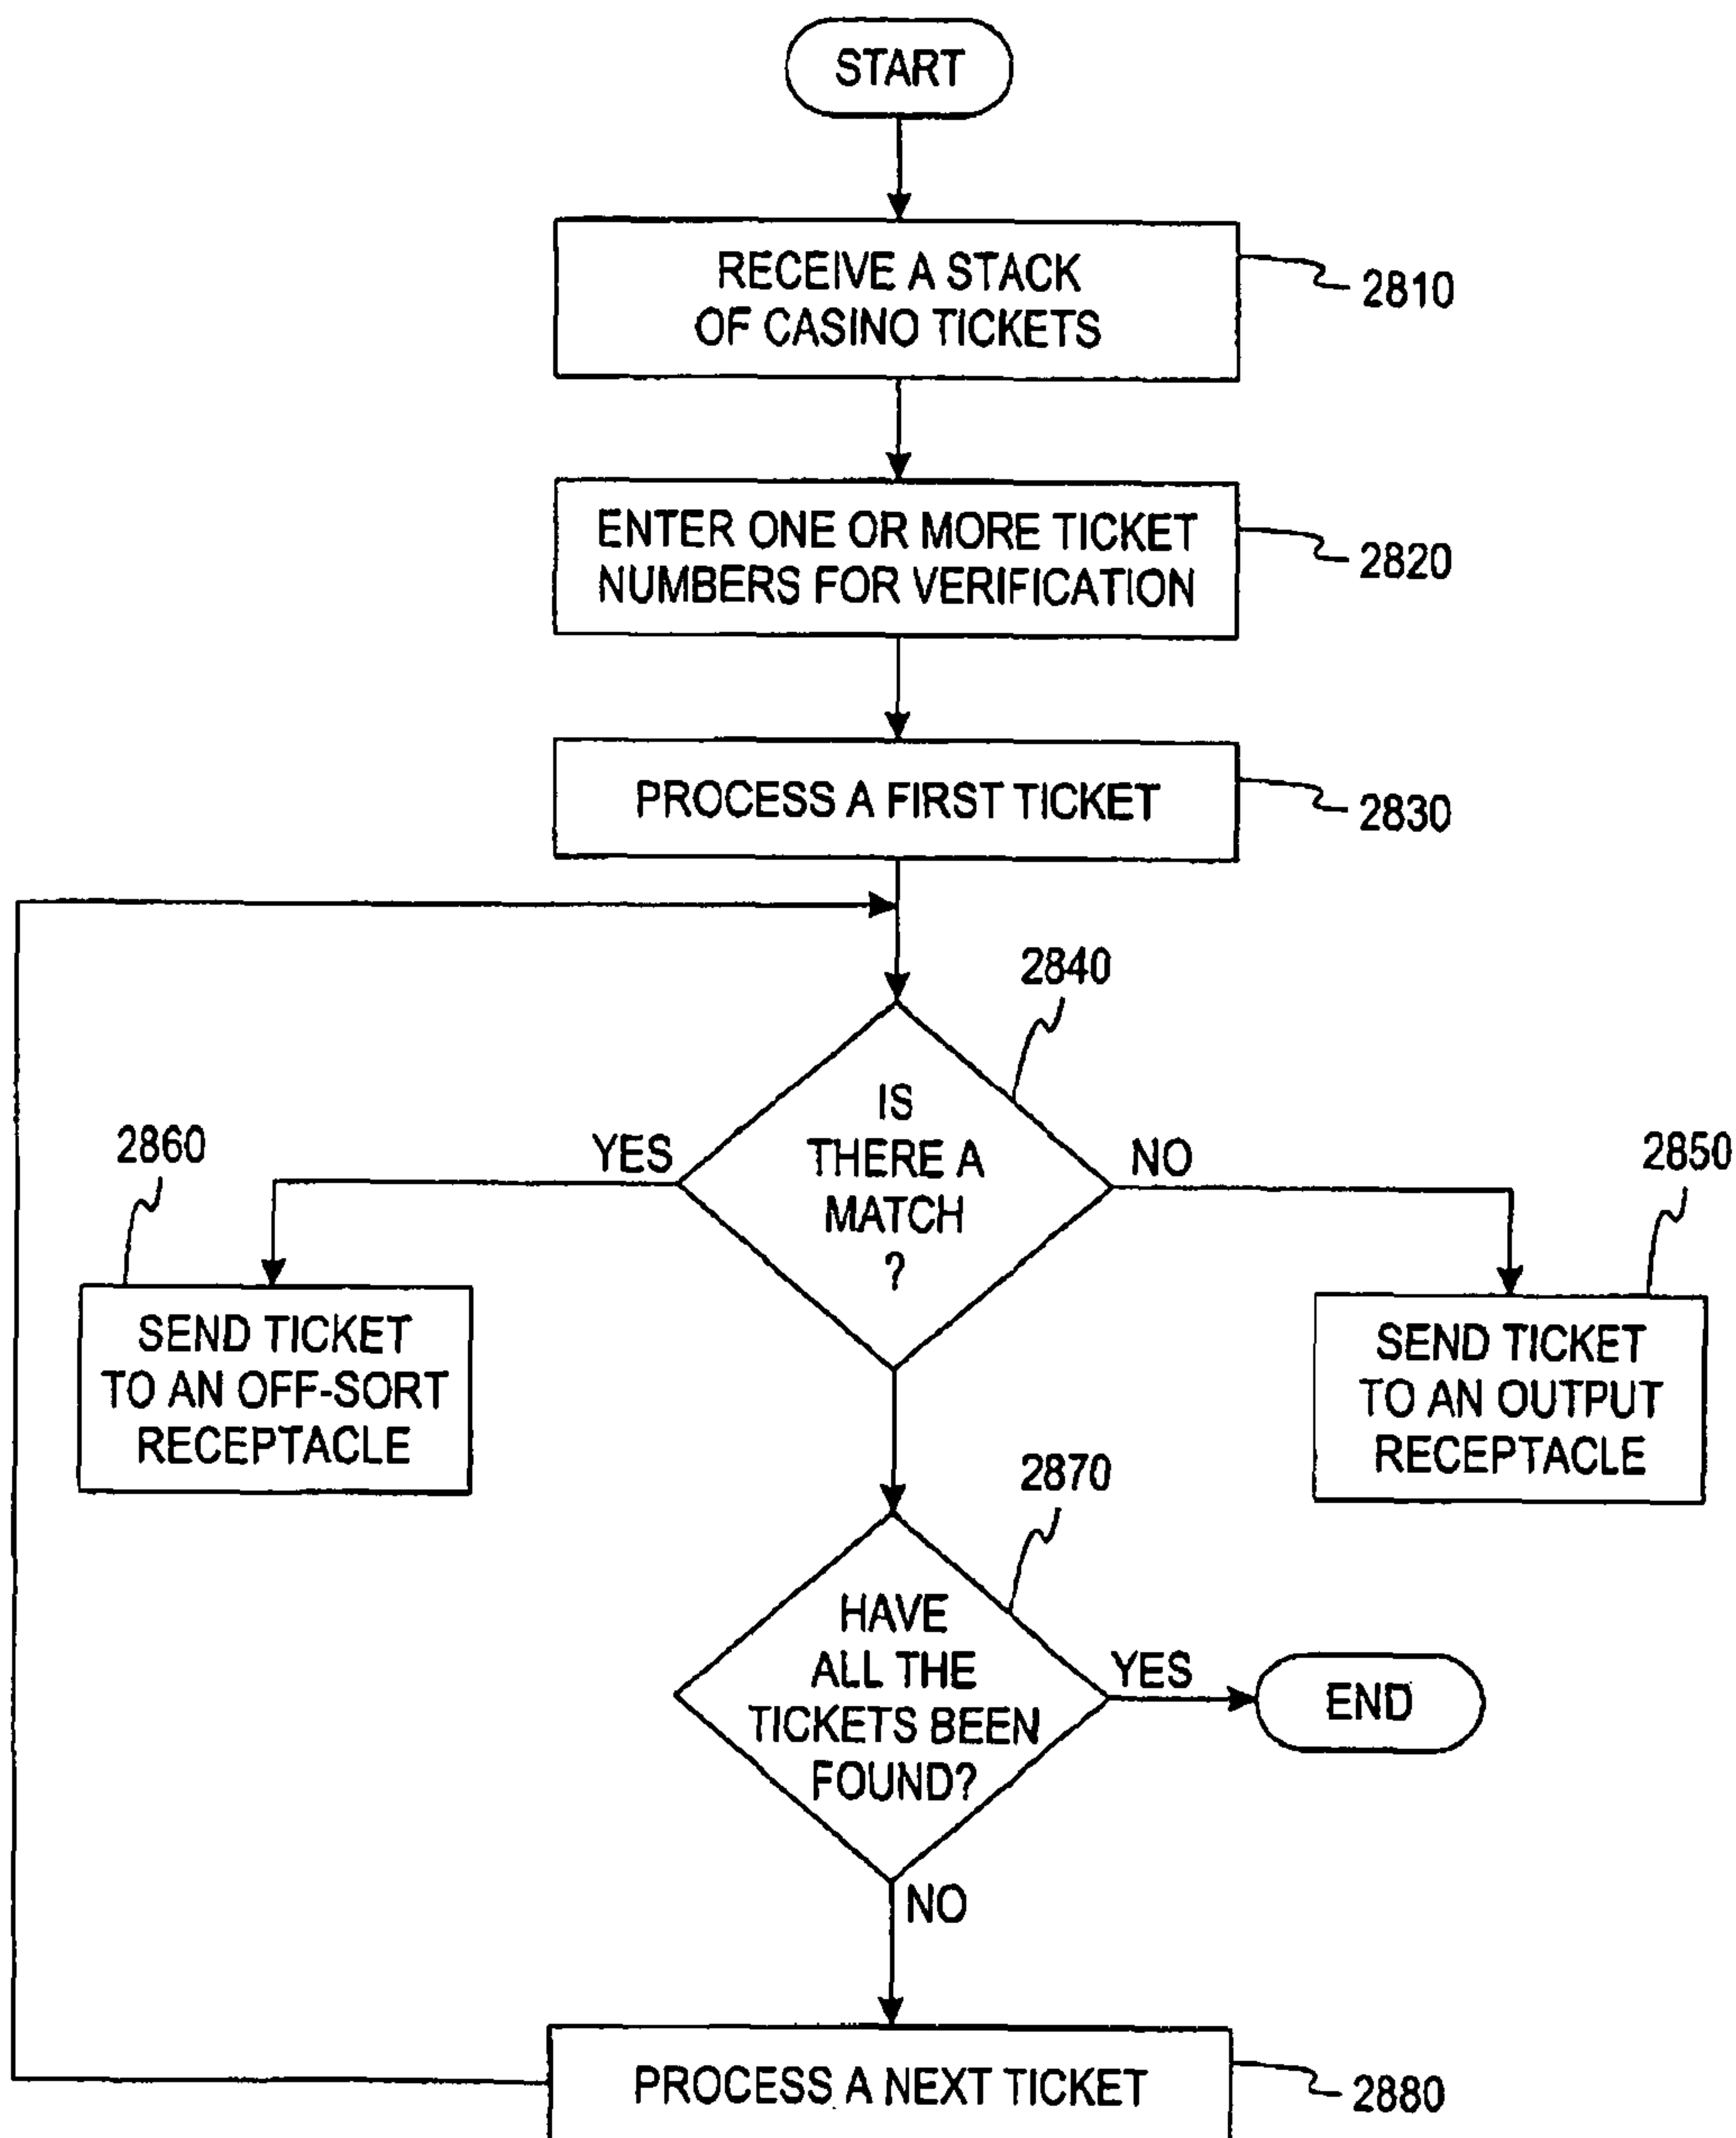 START
RECEIVE A STACK
OF CASINO TICKETS
2810
ENTER ONE OR MORE TICKET
NUMBERS FOR VERIFICATION
2820
PROCESS A FIRST TICKET
2830
2840
IS
THERE A
MATCH
?
YES
NO
2860
SEND TICKET
TO AN OFF-SORT
RECEPTACLE
2850
SEND TICKET
TO AN OUTPUT
RECEPTACLE
2870
HAVE
ALL THE
TICKETS BEEN
FOUND?
YES
END
NO
PROCESS A NEXT TICKET
2880